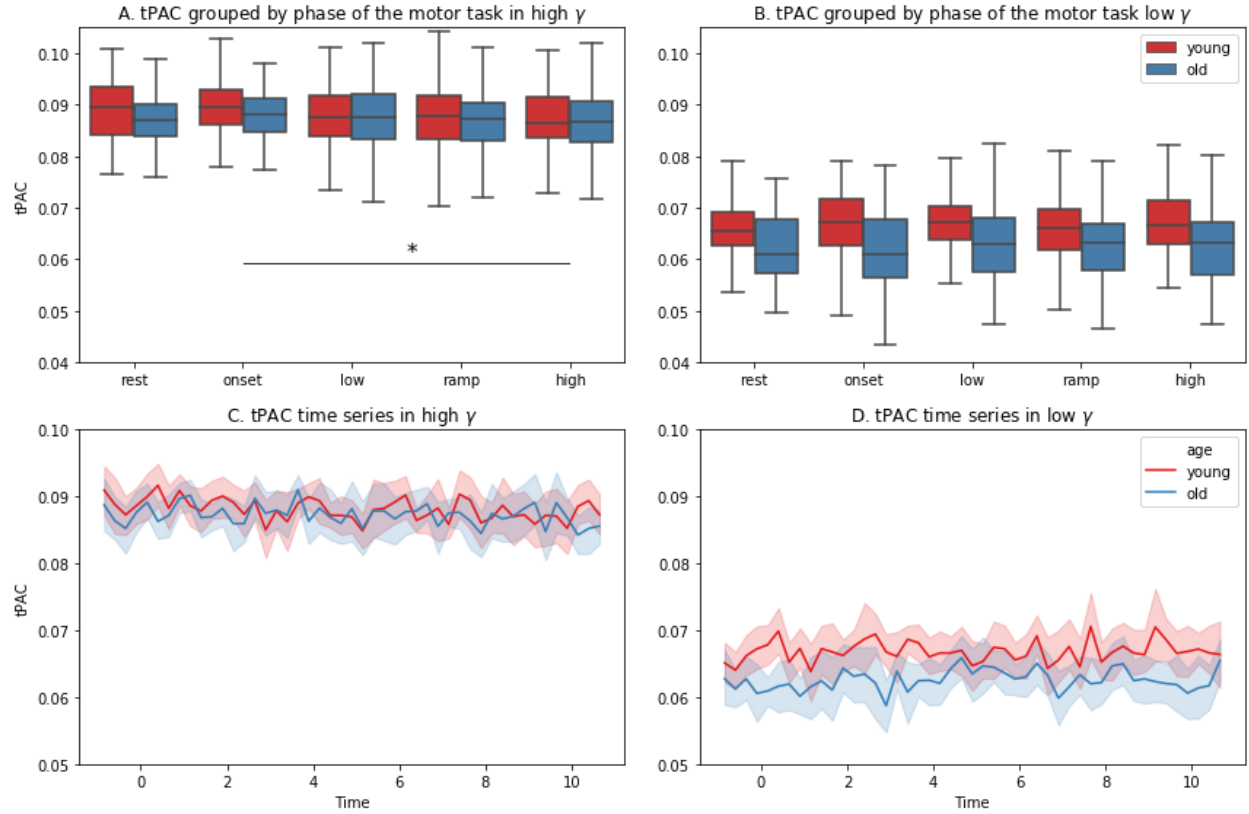 A. tPAC grouped by phase of the motor task in high γ
0.10
0.09
0.08
0.07
0.06
0.05
0.04
tPAC
*
rest onset low ramp high
B. tPAC grouped by phase of the motor task low γ
young
old
0.10
0.09
0.08
0.07
0.06
0.05
0.04
rest onset low ramp high
C. tPAC time series in high γ
0.10
0.09
0.08
0.07
0.06
0.05
tPAC
0 2 4 6 8 10
Time
D. tPAC time series in low γ
age
young
old
0.10
0.09
0.08
0.07
0.06
0.05
0 2 4 6 8 10
Time